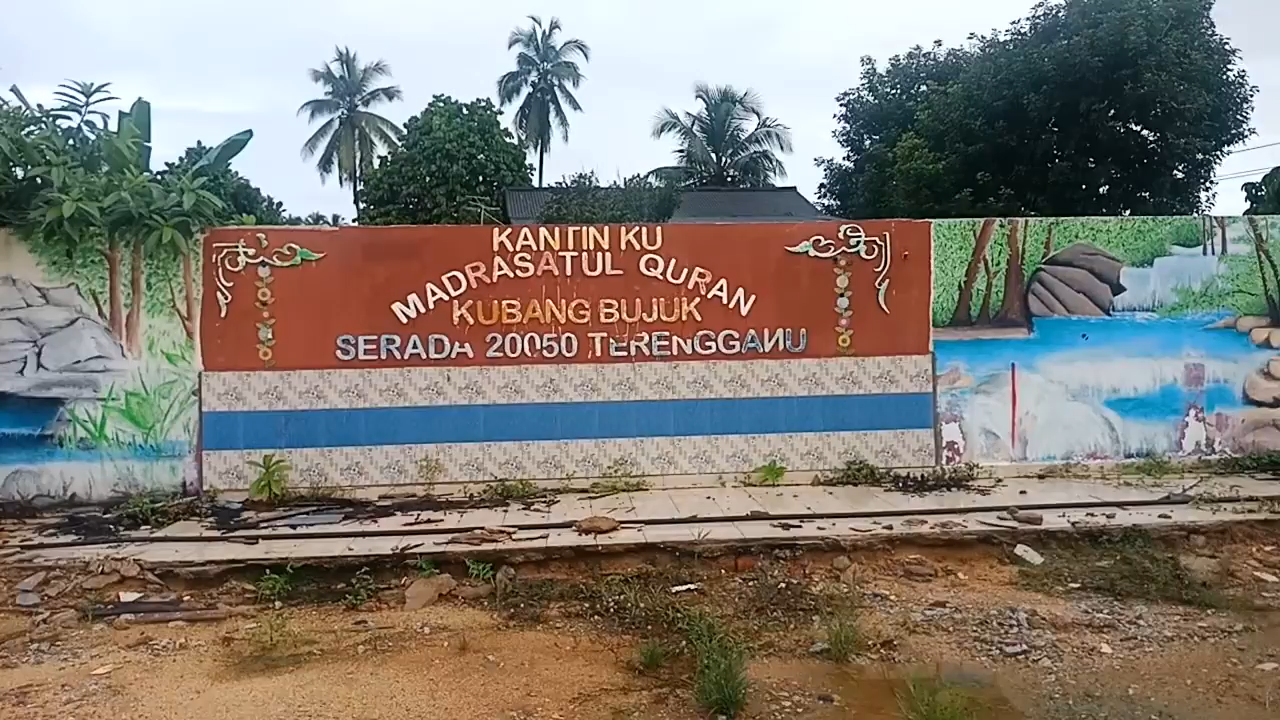 KANTIN KU
MADRASATUL QURAN
KUBANG BUJUK
SERADA 20050 TERENGGANU